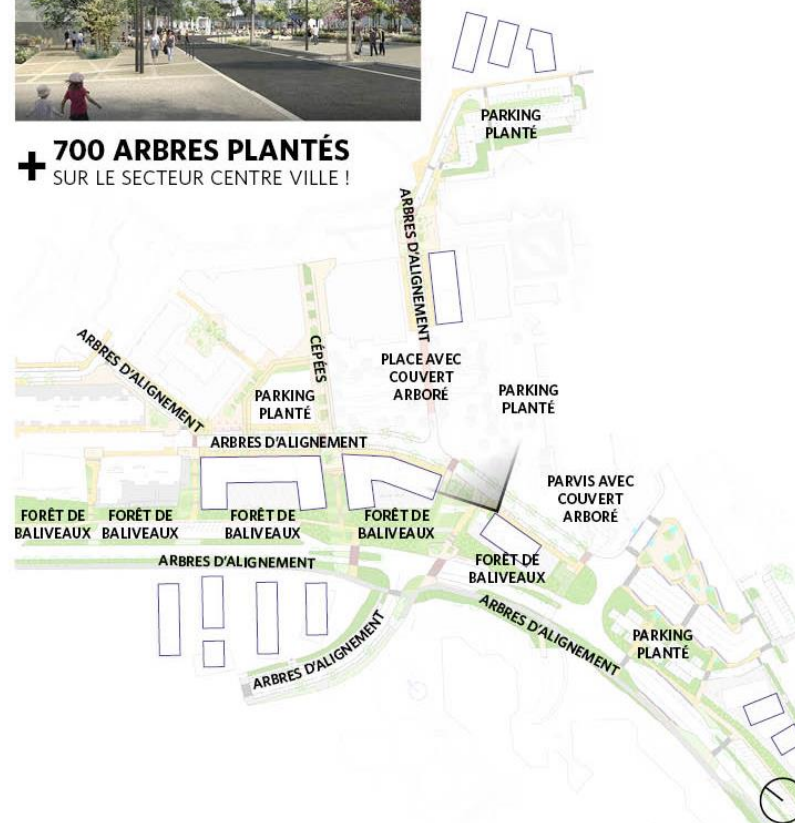 + 700 ARBRES PLANTÉS
SUR LE SECTEUR CENTRE VILLE !
PARKING
PLANTÉ
ARBRES D'ALIGNEMENT
ARBRES D'ALIGNEMENT
CÉPÉES
PLACE AVEC
COUVERT
ARBORÉ
PARKING
PLANTÉ
PARKING
PLANTÉ
ARBRES D'ALIGNEMENT
PARVIS AVEC
COUVERT
ARBORÉ
FORÊT DE
BALIVEAUX
FORÊT DE
BALIVEAUX
FORÊT DE
BALIVEAUX
FORÊT DE
BALIVEAUX
ARBRES D'ALIGNEMENT
FORÊT DE
BALIVEAUX
ARBRES D'ALIGNEMENT
ARBRES D'ALIGNEMENT
PARKING
PLANTÉ